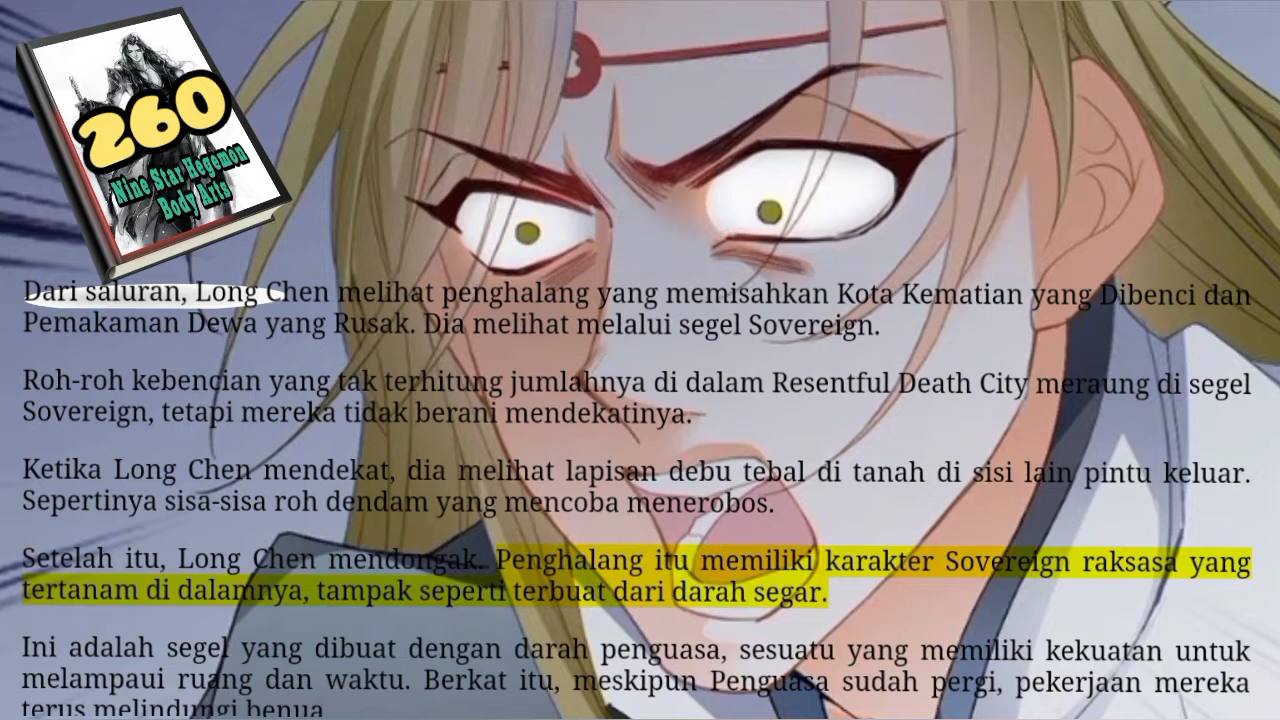 260
Nine Star Hegemon
Body Arts
Dari saluran, Long Chen melihat penghalang yang memisahkan Kota Kematian yang Dibenci dan
Pemakaman Dewa yang Rusak. Dia melihat melalui segel Sovereign.
Roh-roh kebencian yang tak terhitung jumlahnya di dalam Resentful Death City meraung di segel
Sovereign, tetapi mereka tidak berani mendekatinya.
Ketika Long Chen mendekat, dia melihat lapisan debu tebal di tanah di sisi lain pintu keluar.
Sepertinya sisa-sisa roh dendam yang mencoba menerobos.
Setelah itu, Long Chen mendongak. Penghalang itu memiliki karakter Sovereign raksasa yang
tertanam di dalamnya, tampak seperti terbuat dari darah segar.
Ini adalah segel yang dibuat dengan darah penguasa, sesuatu yang memiliki kekuatan untuk
melampaui ruang dan waktu. Berkat itu, meskipun Penguasa sudah pergi, pekerjaan mereka
terus melindungi benua